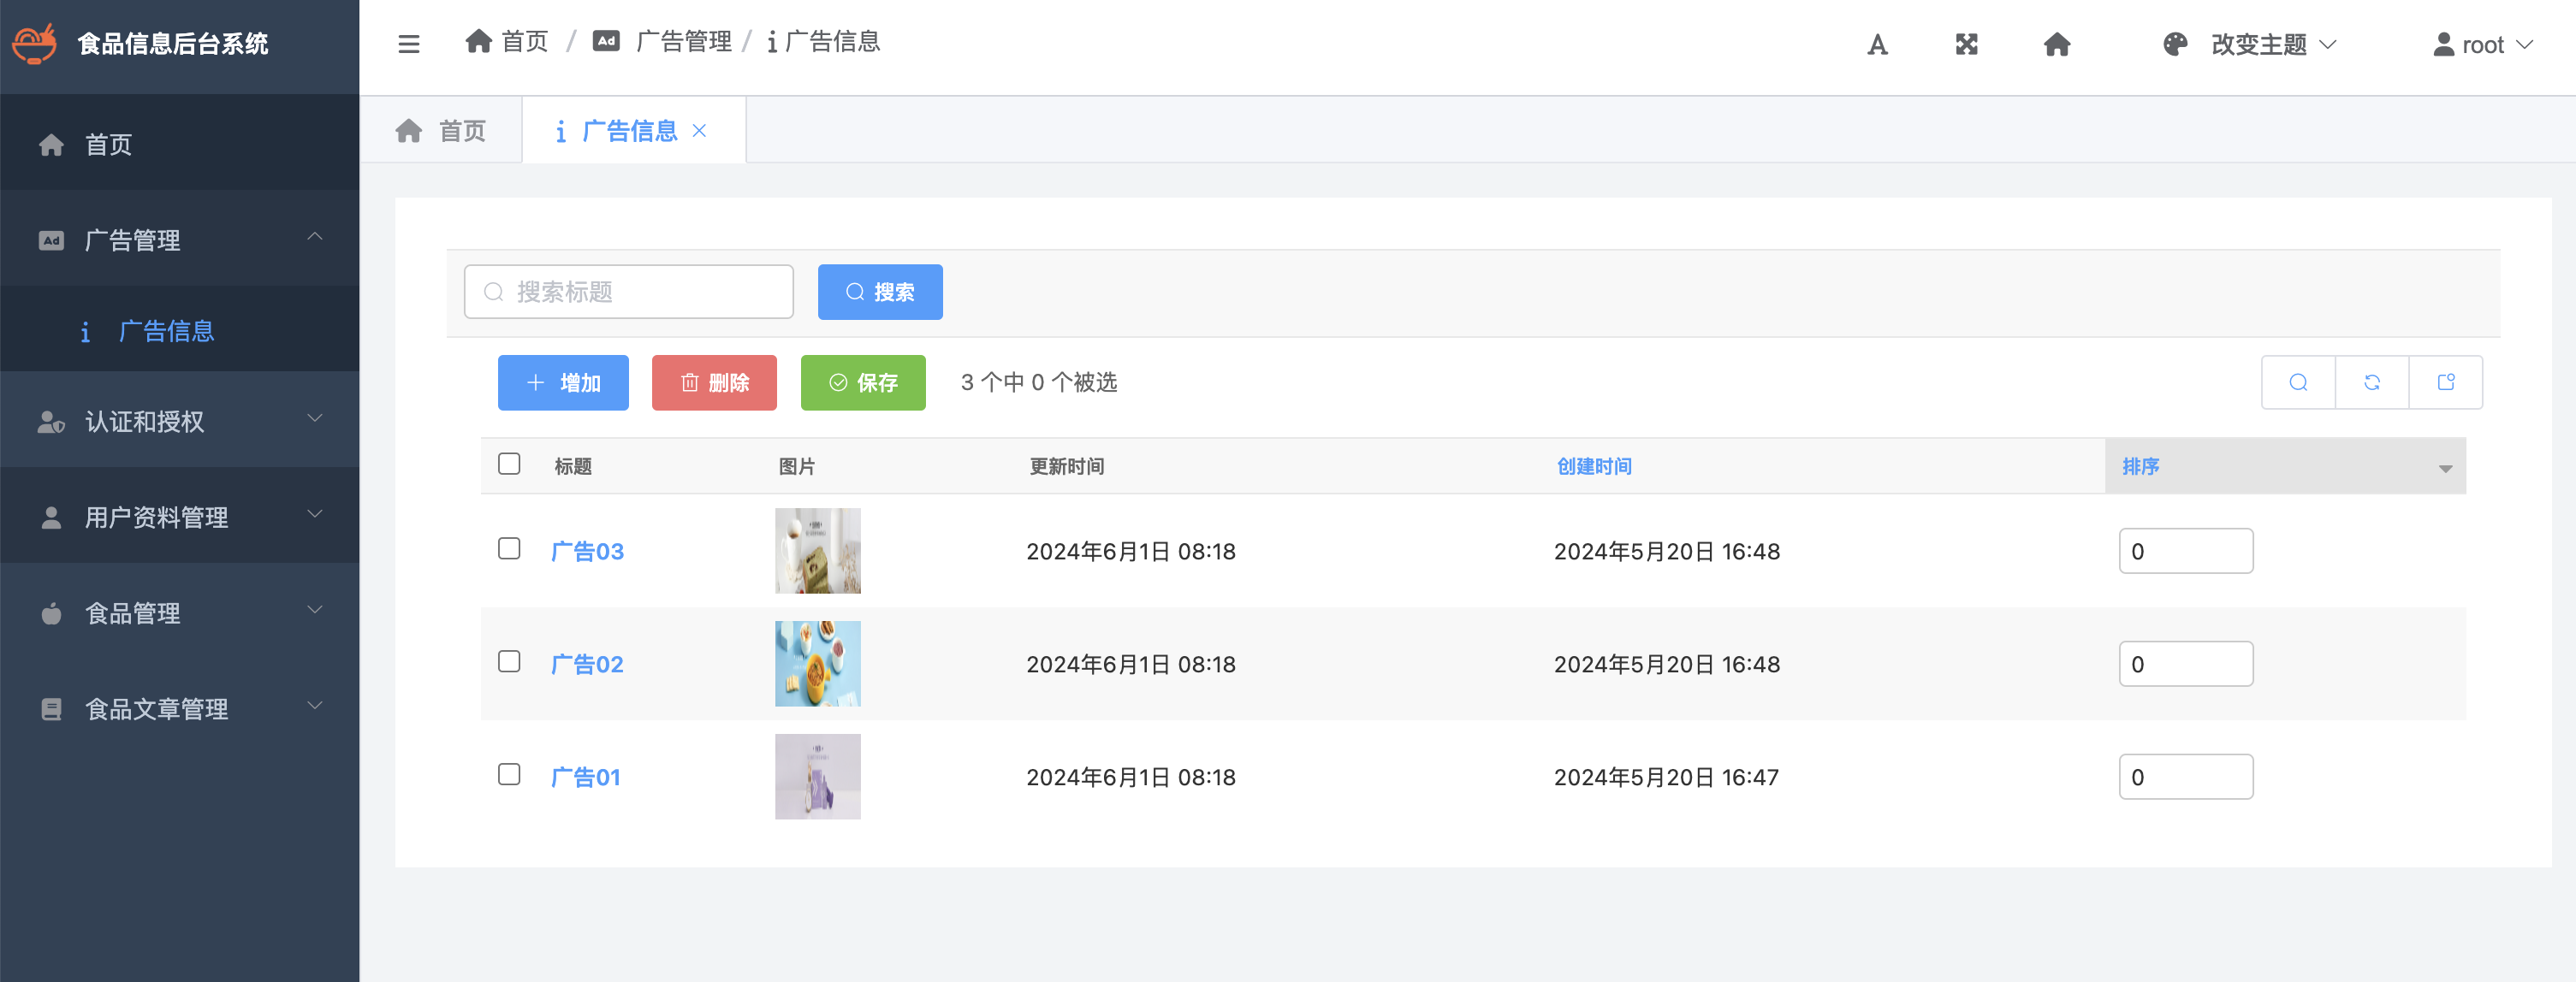 食品信息后台系统
首页 / Ad 广告管理 / 广告信息
改变主题
root
首页
广告信息
首页
Ad 广告管理
广告信息
认证和授权
用户资料管理
食品管理
食品文章管理
搜索标题
搜索
增加
删除
保存
3 个中 0 个被选
标题 图片 更新时间 创建时间 排序
广告03 2024年6月1日 08:18 2024年5月20日 16:48 0
广告02 2024年6月1日 08:18 2024年5月20日 16:48 0
广告01 2024年6月1日 08:18 2024年5月20日 16:47 0